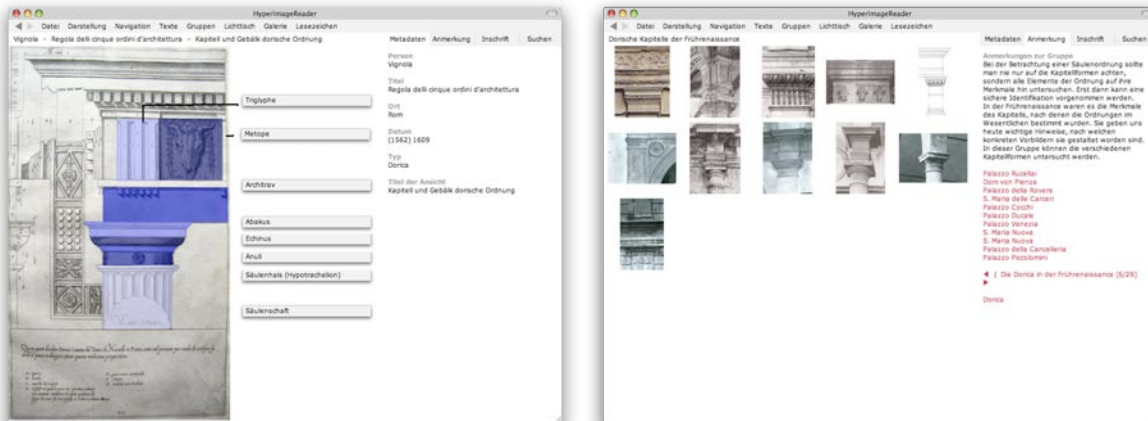 HyperImageReader
Datei Darstellung Navigation Texte Gruppen Lichttisch Galerie Lesezeichen
Vignola – Regola delli cinque ordini d'architettura – Kapitell und Gebälk dorische Ordnung
Metadaten Anmerkung Inschrift Suchen
Triglyphe
Metope
Architrav
Abakus
Echinus
Anuli
Säulenhals (Hypotrachelion)
Säulenschaft
Person
Vignola
Titel
Regola delli cinque ordini d'architettura
Ort
Rom
Datum
(1562) 1609
Typ
Dorica
Titel der Ansicht
Kapitell und Gebälk dorische Ordnung
HyperImageReader
Datei Darstellung Navigation Texte Gruppen Lichttisch Galerie Lesezeichen
Dorische Kapitelle der Frührenaissance
Metadaten Anmerkung Inschrift Suchen
Anmerkungen zur Gruppe
Bei der Betrachtung einer Säulenordnung sollte
man nie nur auf die Kapitellformen achten,
sondern alle Elemente der Ordnung auf ihre
Merkmale hin untersuchen. Erst dann kann eine
sichere Identifikation vorgenommen werden.
In der Frührenaissance waren es die Merkmale
des Kapitells, nach denen die Ordnungen im
Wesentlichen bestimmt wurden. Sie geben uns
heute wichtige Hinweise, nach welchen
konkreten Vorbildern sie gestaltet worden sind.
In dieser Gruppe können die verschiedenen
Kapitellformen untersucht werden.
Palazzo Rucellai
Dom von Pienza
Palazzo della Rovere
S. Maria delle Carceri
Palazzo Cocchi
Palazzo Ducale
Palazzo Venezia
S. Maria Nuova
S. Maria Nuova
Palazzo della Cancelleria
Palazzo Piccolomini
| Die Dorica in der Frührenaissance [6/29]
Dorica